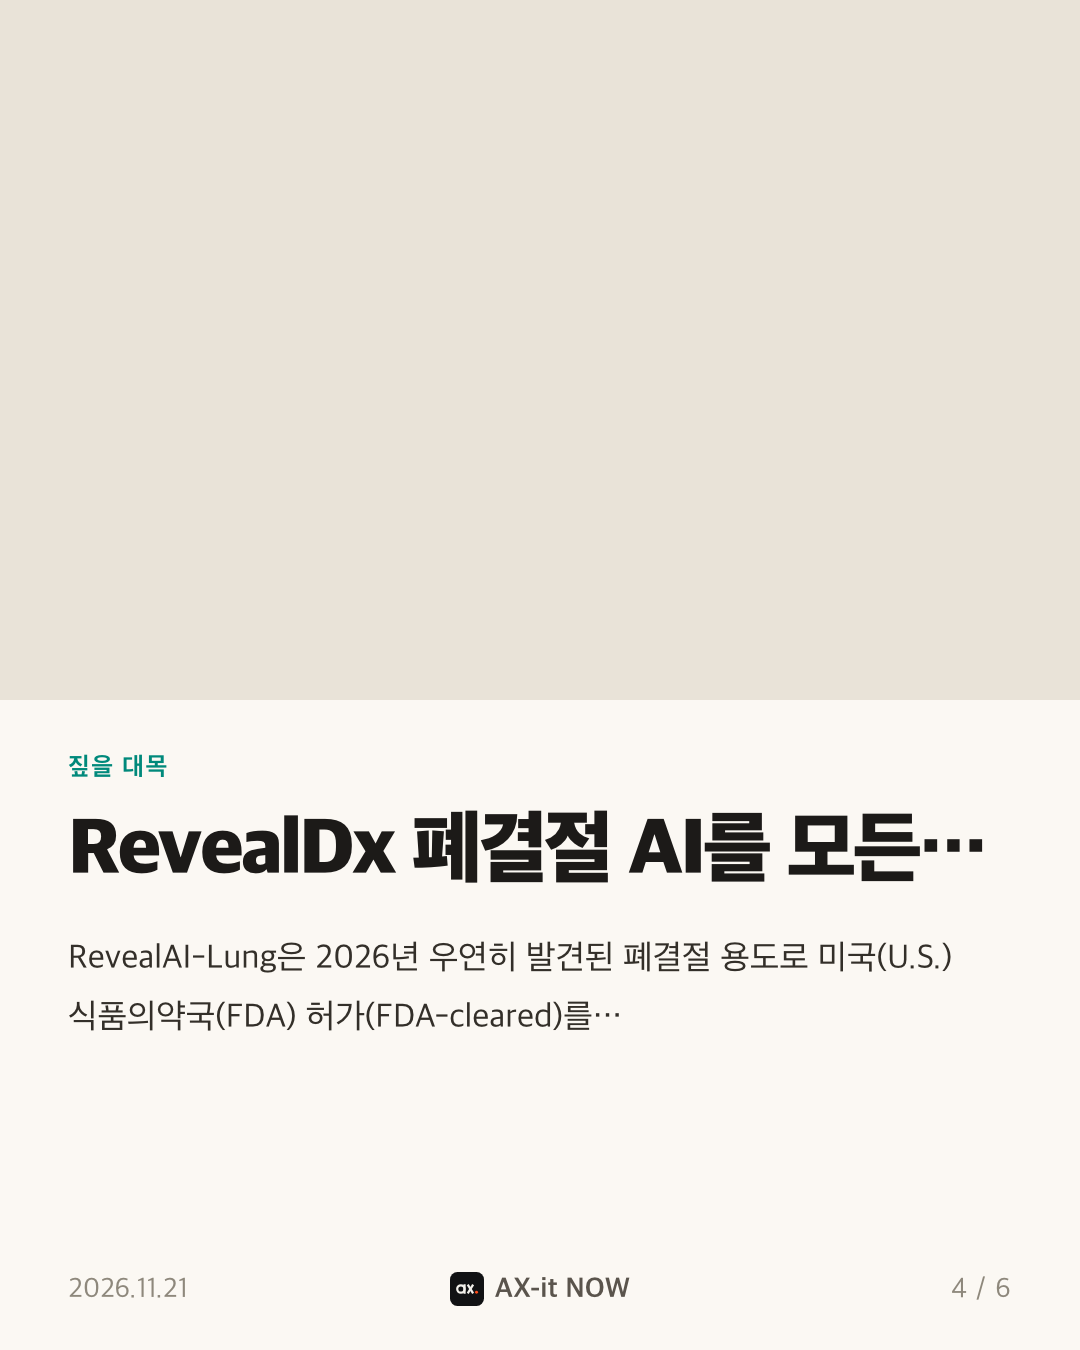 짚을 대목
RevealDx 폐결절 AI를 모든…
RevealAI-Lung은 2026년 우연히 발견된 폐결절 용도로 미국(U.S.)
식품의약국(FDA) 허가(FDA-cleared)를…
2026.11.21
ax. AX-it NOW
4 / 6